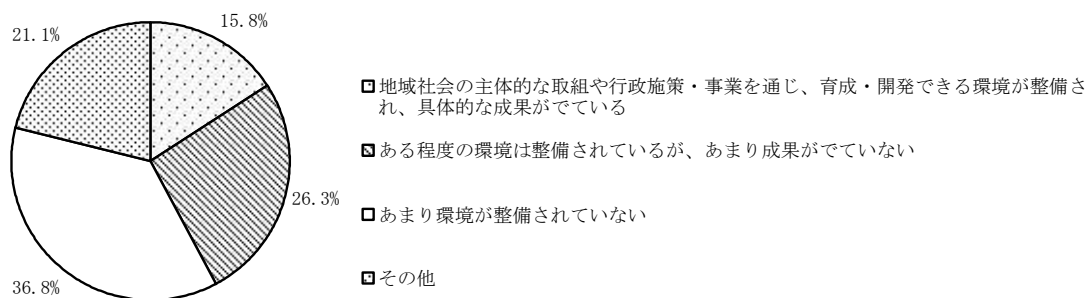 15.8%
21.1%
地域社会の主体的な取組や行政施策・事業を通じ、育成・開発できる環境が整備さ
れ、具体的な成果がでている
ある程度の環境は整備されているが、あまり成果がでていない
26.3%
あまり環境が整備されていない
36.8%
その他